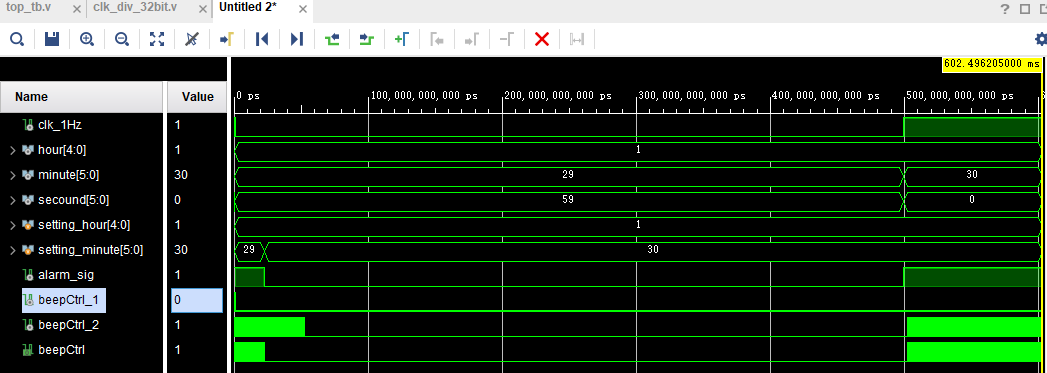 top_tb.v × clk_div_32bit.v × Untitled 2* ×
602.496205000 ms
Name Value
0 ps 100,000,000,000 ps 200,000,000,000 ps 300,000,000,000 ps 400,000,000,000 ps 500,000,000,000 ps
clk_1Hz 1
hour[4:0] 1 1
minute[5:0] 30 29 30
secound[5:0] 0 59 0
setting_hour[4:0] 1 1
setting_minute[5:0] 30 29 30
alarm_sig 1
beepCtrl_1 0
beepCtrl_2 1
beepCtrl 1